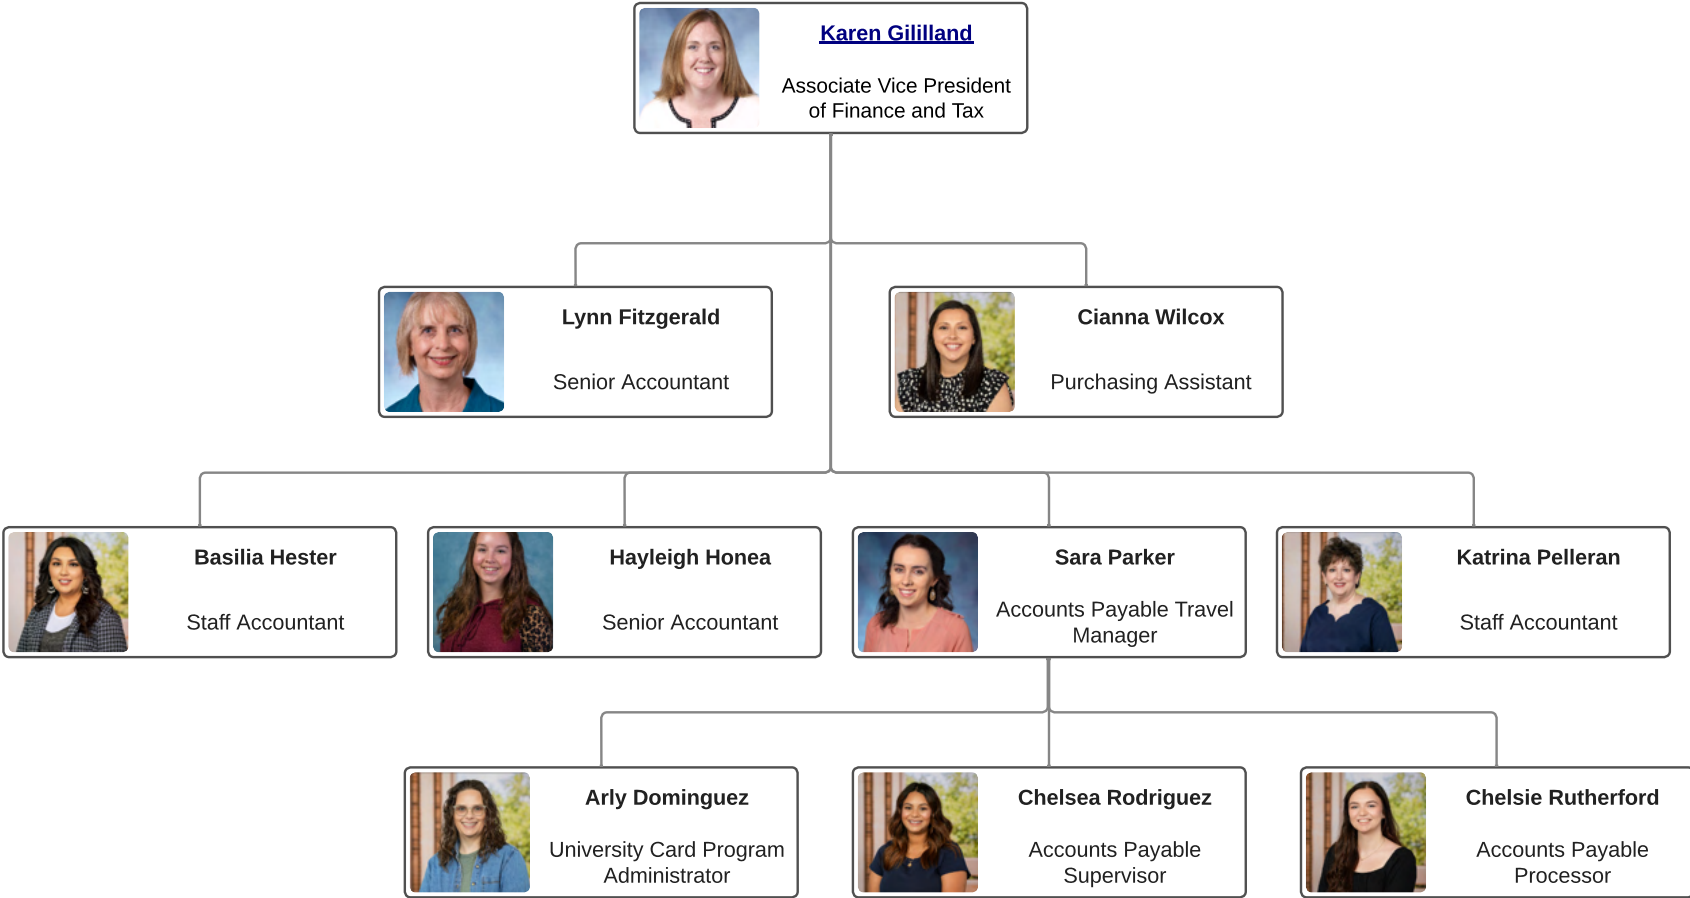 Karen Gililland
Associate Vice President
of Finance and Tax
Lynn Fitzgerald
Senior Accountant
Cianna Wilcox
Purchasing Assistant
Basilia Hester
Staff Accountant
Hayleigh Honea
Senior Accountant
Sara Parker
Accounts Payable Travel
Manager
Katrina Pelleran
Staff Accountant
Arly Dominguez
University Card Program
Administrator
Chelsea Rodriguez
Accounts Payable
Supervisor
Chelsie Rutherford
Accounts Payable
Processor